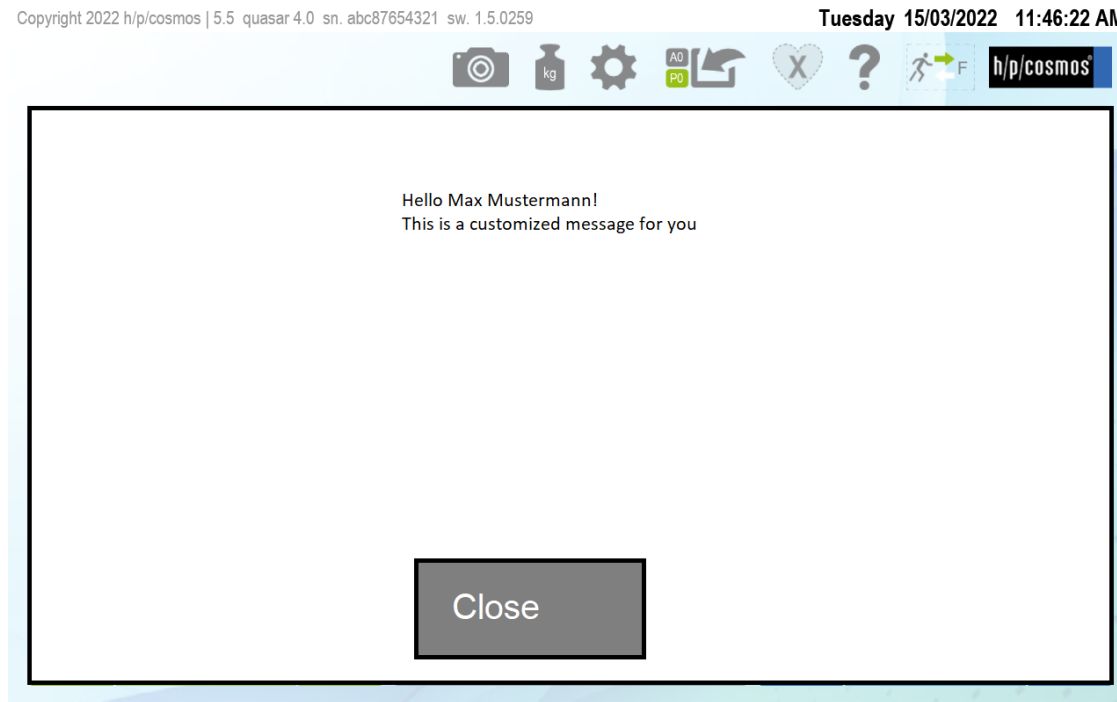 Copyright 2022 h/p/cosmos | 5.5 quasar 4.0 sn. abc87654321 sw. 1.5.0259
Tuesday 15/03/2022 11:46:22 AM
kg
A0
P0
X
?
F
h/p/cosmos®
Hello Max Mustermann!
This is a customized message for you
Close